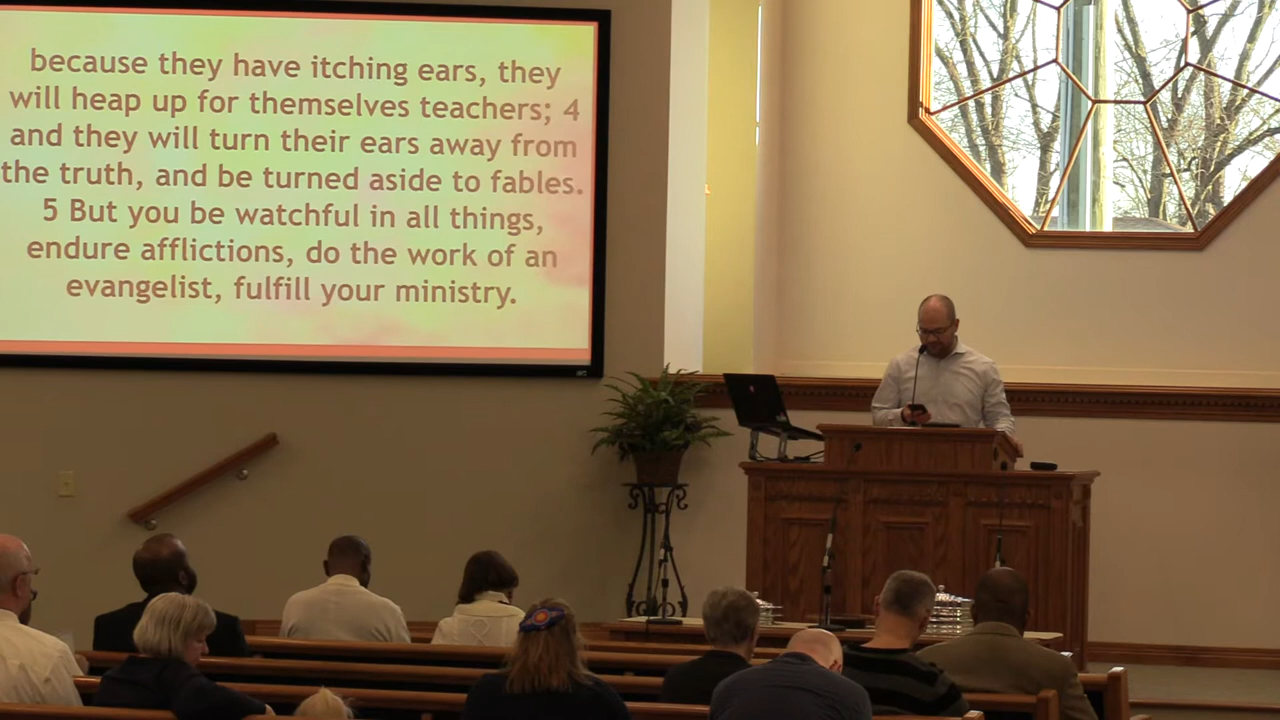 because they have itching ears, they
will heap up for themselves teachers; 4
and they will turn their ears away from
the truth, and be turned aside to fables.
5 But you be watchful in all things,
endure afflictions, do the work of an
evangelist, fulfill your ministry.